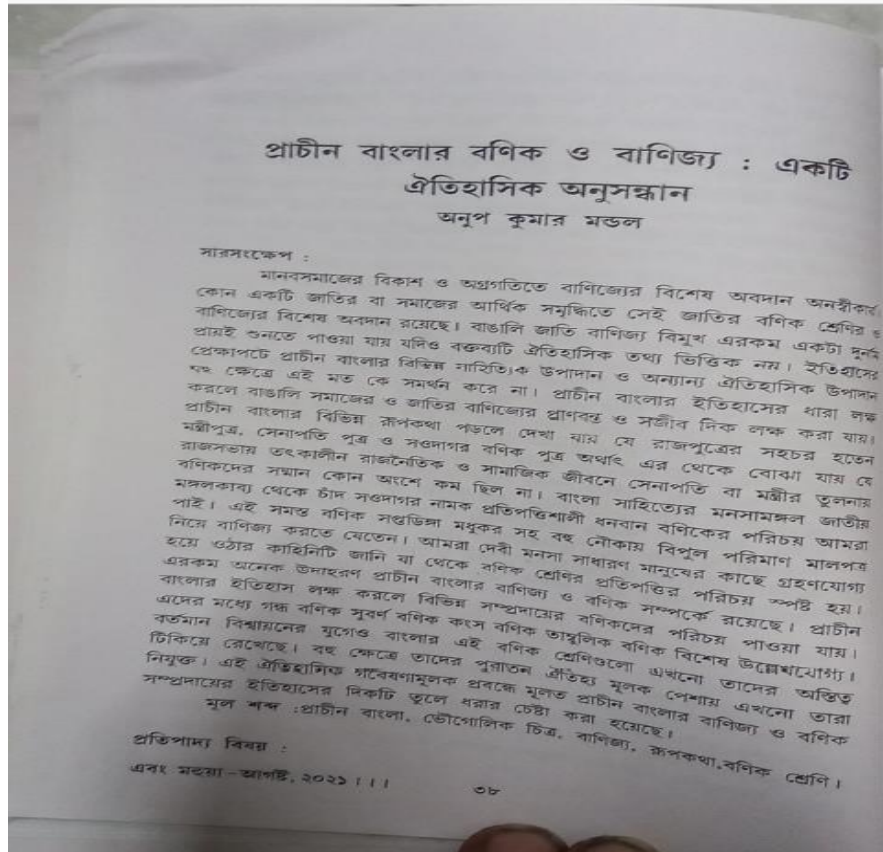 প্রাচীন বাংলার বণিক ও বাণিজ্য : একটি
ঐতিহাসিক অনুসন্ধান
অনুপ কুমার মন্ডল
সারসংক্ষেপ :
মানবসমাজের বিকাশ ও অগ্রগতিতে বাণিজ্যের বিশেষ অবদান অনস্বীকার্য।
কোন একটি জাতির বা সমাজের আর্থিক সমৃদ্ধিতে সেই জাতির বণিক শ্রেণির ও
বাণিজ্যের বিশেষ অবদান রয়েছে। বাঙালি জাতি বাণিজ্য বিমুখ এরকম একটা দুর্নাম
প্রায়ই শুনতে পাওয়া যায় যদিও বক্তব্যটি ঐতিহাসিক তথ্য ভিত্তিক নয়। ইতিহাসের
প্রেক্ষাপটে প্রাচীন বাংলার বিভিন্ন সাহিত্যিক উপাদান ও অন্যান্য ঐতিহাসিক উপাদান
বহু ক্ষেত্রে এই মত কে সমর্থন করে না। প্রাচীন বাংলার ইতিহাসের ধারা লক্ষ
করলে বাঙালি সমাজের ও জাতির বাণিজ্যের প্রাণবন্ত ও সজীব দিক লক্ষ করা যায়।
প্রাচীন বাংলার বিভিন্ন রূপকথা পড়লে দেখা যায় যে রাজপুত্রের সহচর হতেন
মন্ত্রীপুত্র, সেনাপতি পুত্র ও সওদাগর বণিক পুত্র অর্থাৎ এর থেকে বোঝা যায় যে
রাজসভায় তৎকালীন রাজনৈতিক ও সামাজিক জীবনে সেনাপতি বা মন্ত্রীর তুলনায়
বণিকদের সম্মান কোন অংশে কম ছিল না। বাংলা সাহিত্যের মনসামঙ্গল জাতীয়
মঙ্গলকাব্য থেকে চাঁদ সওদাগর নামক প্রতিপত্তিশালী ধনবান বণিকের পরিচয় আমরা
পাই। এই সমস্ত বণিক সপ্তডিঙ্গা মধুকর সহ বহু নৌকায় বিপুল পরিমাণ মালপত্র
নিয়ে বাণিজ্য করতে যেতেন। আমরা দেবী মনসা সাধারণ মানুষের কাছে গ্রহণযোগ্য
হয়ে ওঠার কাহিনিটি জানি যা থেকে বণিক শ্রেণির প্রতিপত্তির পরিচয় স্পষ্ট হয়।
এরকম অনেক উদাহরণ প্রাচীন বাংলার বাণিজ্য ও বণিক সম্পর্কে রয়েছে। প্রাচীন
বাংলার ইতিহাস লক্ষ করলে বিভিন্ন সম্প্রদায়ের বণিকদের পরিচয় পাওয়া যায়।
এদের মধ্যে গন্ধ বণিক সুবর্ণ বণিক কংস বণিক তাম্বুলিক বণিক বিশেষ উল্লেখযোগ্য।
বর্তমান বিশ্বায়নের যুগেও বাংলার এই বণিক শ্রেণিগুলো এখনো তাদের অস্তিত্ব
টিকিয়ে রেখেছে। বহু ক্ষেত্রে তাদের পুরাতন ঐতিহ্য মূলক পেশায় এখনো তারা
নিযুক্ত। এই ঐতিহাসিক গবেষণামূলক প্রবন্ধে মূলত প্রাচীন বাংলার বাণিজ্য ও বণিক
সম্প্রদায়ের ইতিহাসের দিকটি তুলে ধরার চেষ্টা করা হয়েছে।
মূল শব্দ :প্রাচীন বাংলা, ভৌগোলিক চিত্র, বাণিজ্য, রূপকথা,বণিক শ্রেণি।
প্রতিপাদ্য বিষয় :
এবং মহুয়া -আগষ্ট, ২০২১ ।।।
৩৮